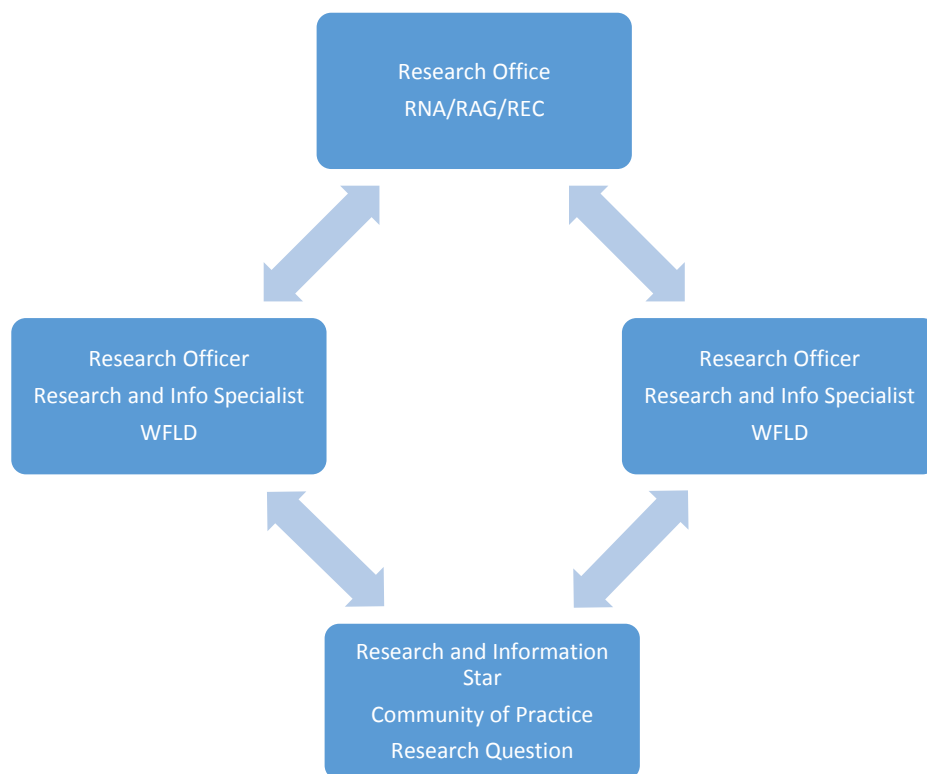 Research Office
RNA/RAG/REC
Research Officer
Research and Info Specialist
WFLD
Research Officer
Research and Info Specialist
WFLD
Research and Information
Star
Community of Practice
Research Question